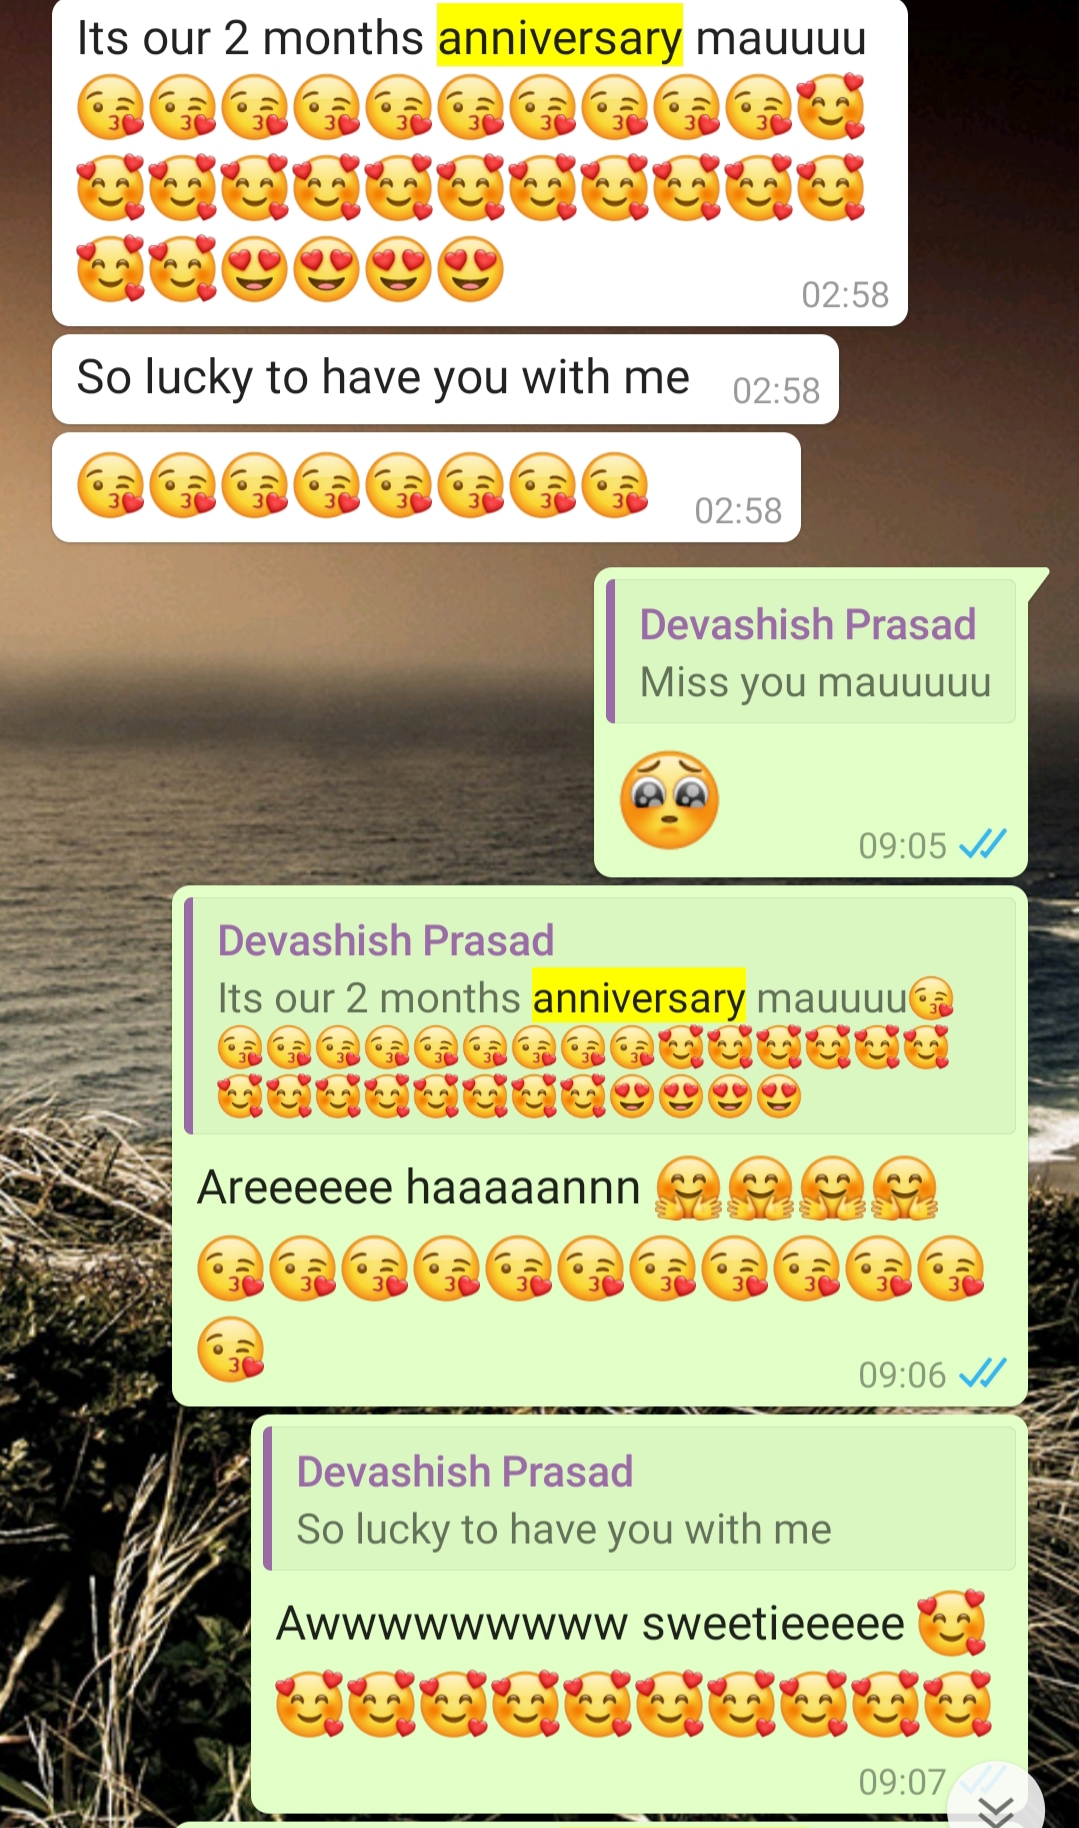 Its our 2 months anniversary mauuuu
😘😘😘😘😘😘😘😘😘😘🥰
🥰🥰🥰🥰🥰🥰🥰🥰🥰🥰🥰
🥰🥰😍😍😍😍
02:58
So lucky to have you with me
02:58
😘😘😘😘😘😘😘😘
02:58
Devashish Prasad
Miss you mauuuuu
🥺
09:05
Devashish Prasad
Its our 2 months anniversary mauuuu😘
😘😘😘😘😘😘😘😘😘🥰🥰🥰🥰🥰🥰
🥰🥰🥰🥰🥰🥰🥰🥰😍😍😍😍
Areeeeee haaaaannn 🤗🤗🤗🤗
😘😘😘😘😘😘😘😘😘😘😘
😘
09:06
Devashish Prasad
So lucky to have you with me
Awwwwwwwww sweetieeeee 🥰
🥰🥰🥰🥰🥰🥰🥰🥰🥰🥰
09:07